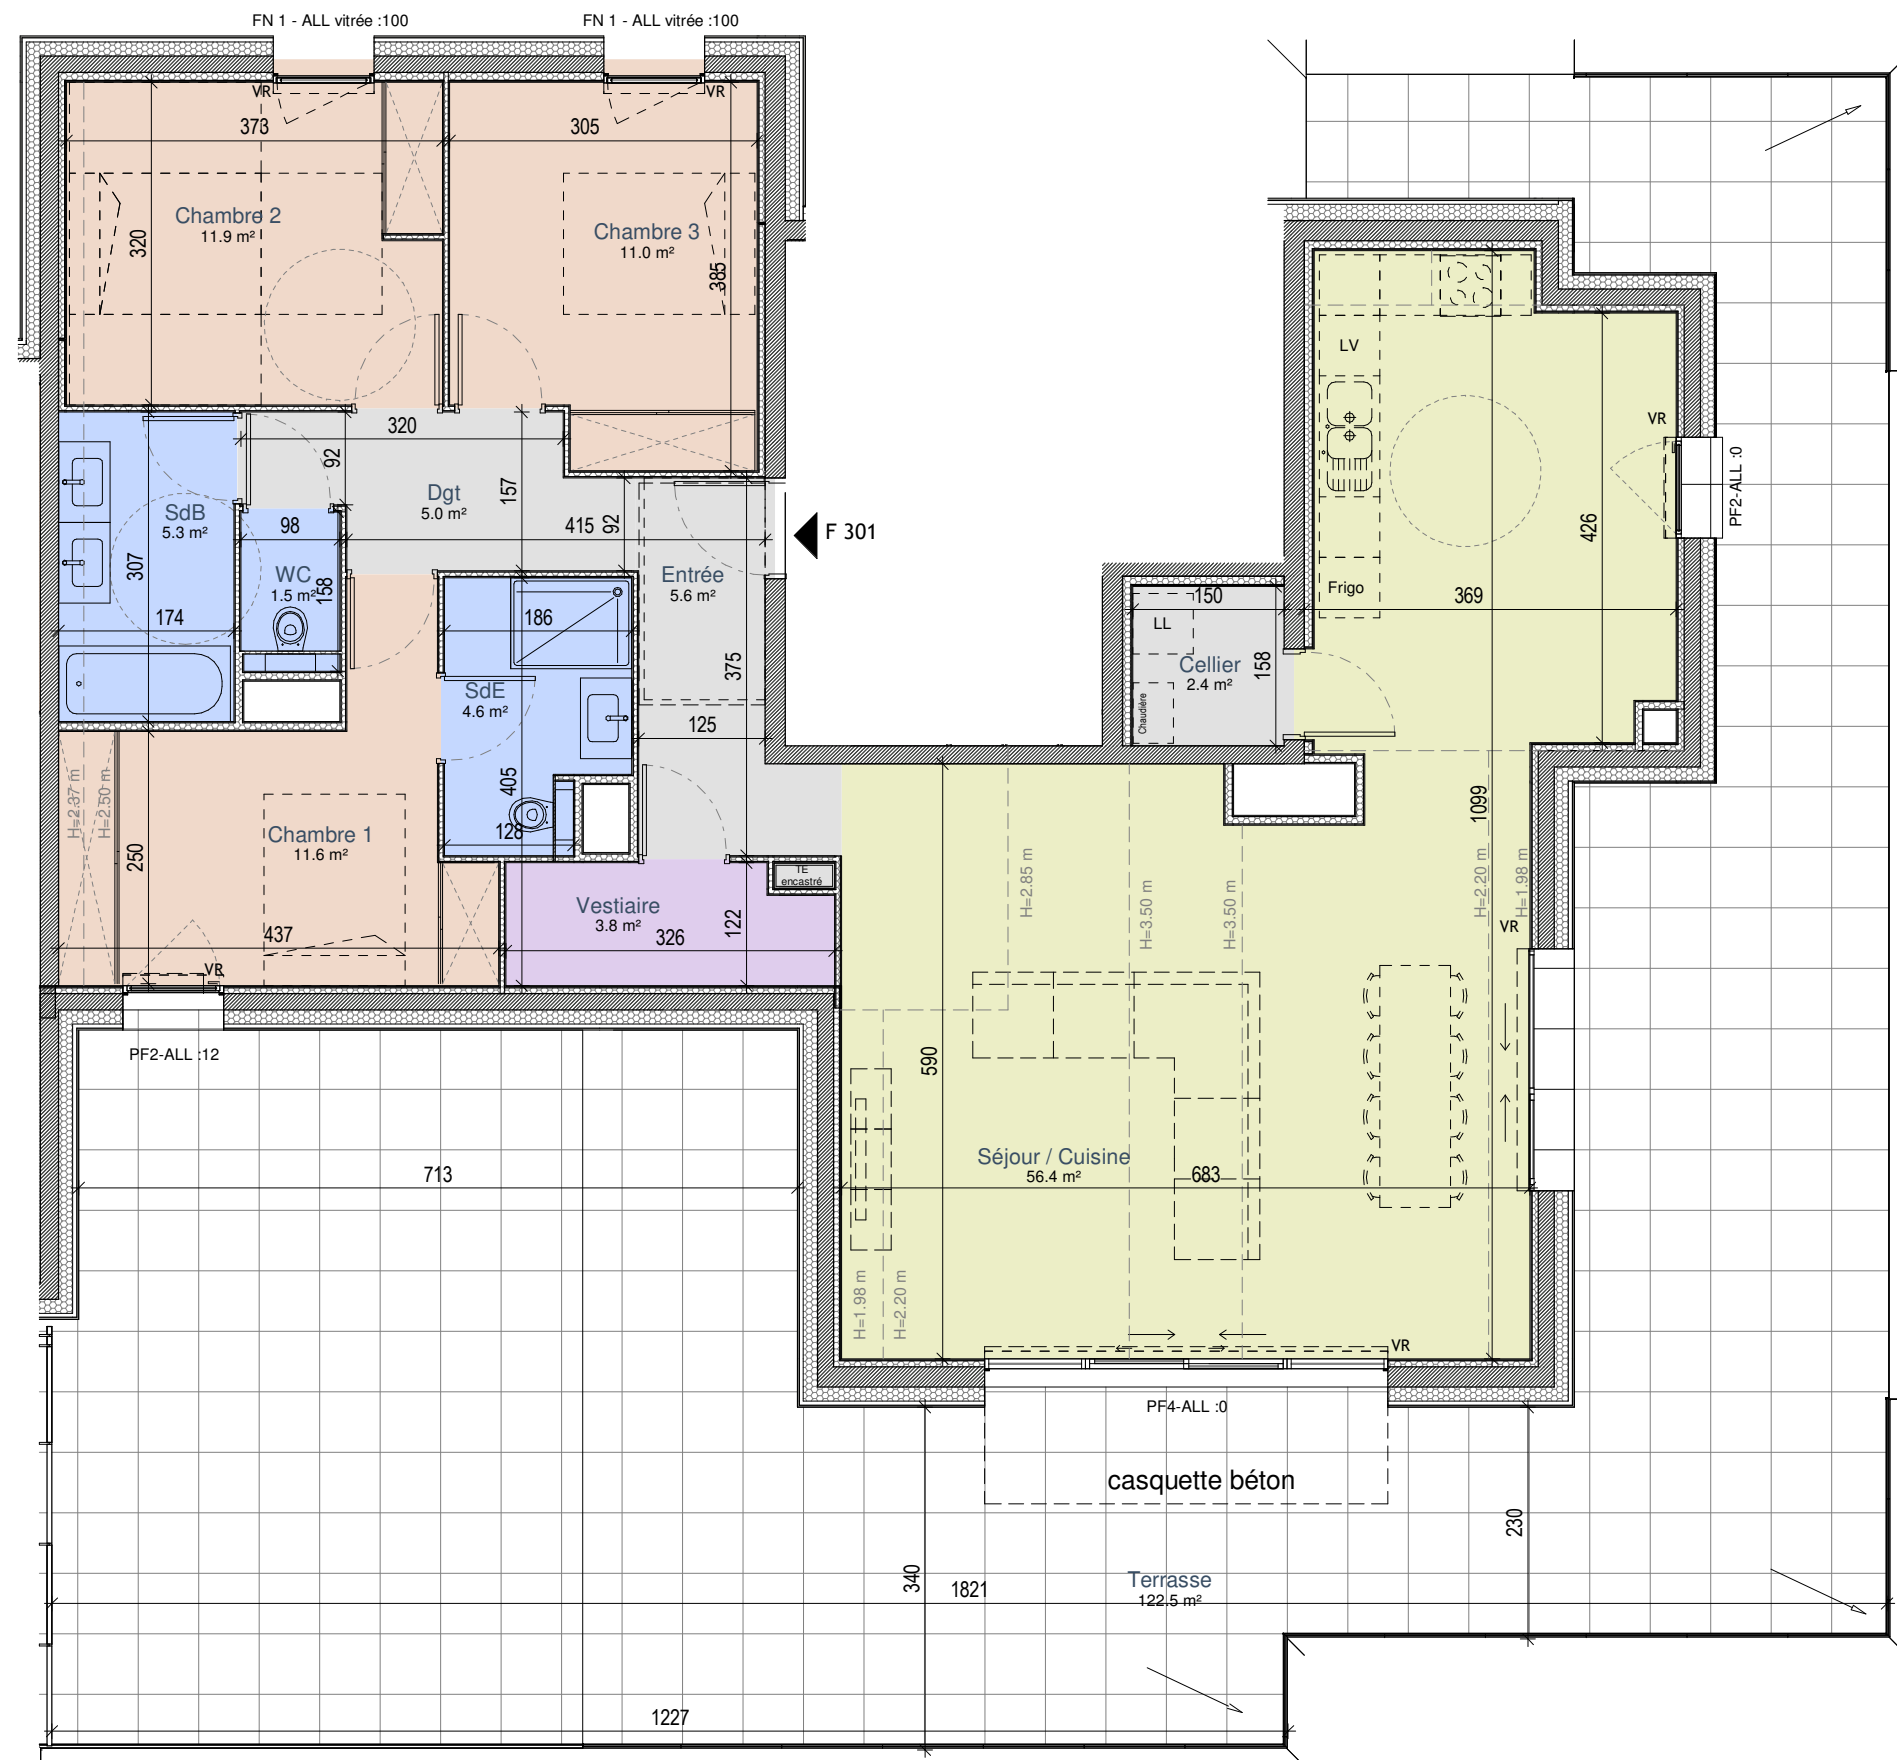 FN 1 - ALL vitrée :100
FN 1 - ALL vitrée :100
VR
VR
373
305
Chambre 2
11.9 m²
320
Chambre 3
11.0 m²
385
LV
VR
PF2-ALL :0
426
320
92
157
Dgt
5.0 m²
SdB
5.3 m²
98
415
92
F 301
307
WC
1.5 m²
158
Entrée
5.6 m²
Frigo
369
150
LL
174
186
375
Cellier
2.4 m²
158
Chaudière
SdE
4.6 m²
125
405
128
H=2.37 m
H=2.50 m
250
Chambre 1
11.6 m²
1099
TE
encastré
H=2.85 m
H=3.50 m
H=3.50 m
H=2.20 m
H=1.98 m
Vestiaire
3.8 m²
122
437
326
VR
VR
PF2-ALL :12
590
Séjour / Cuisine
56.4 m²
713
683
H=1.98 m
H=2.20 m
VR
PF4-ALL :0
casquette béton
230
340
1821
Terrasse
122.5 m²
1227